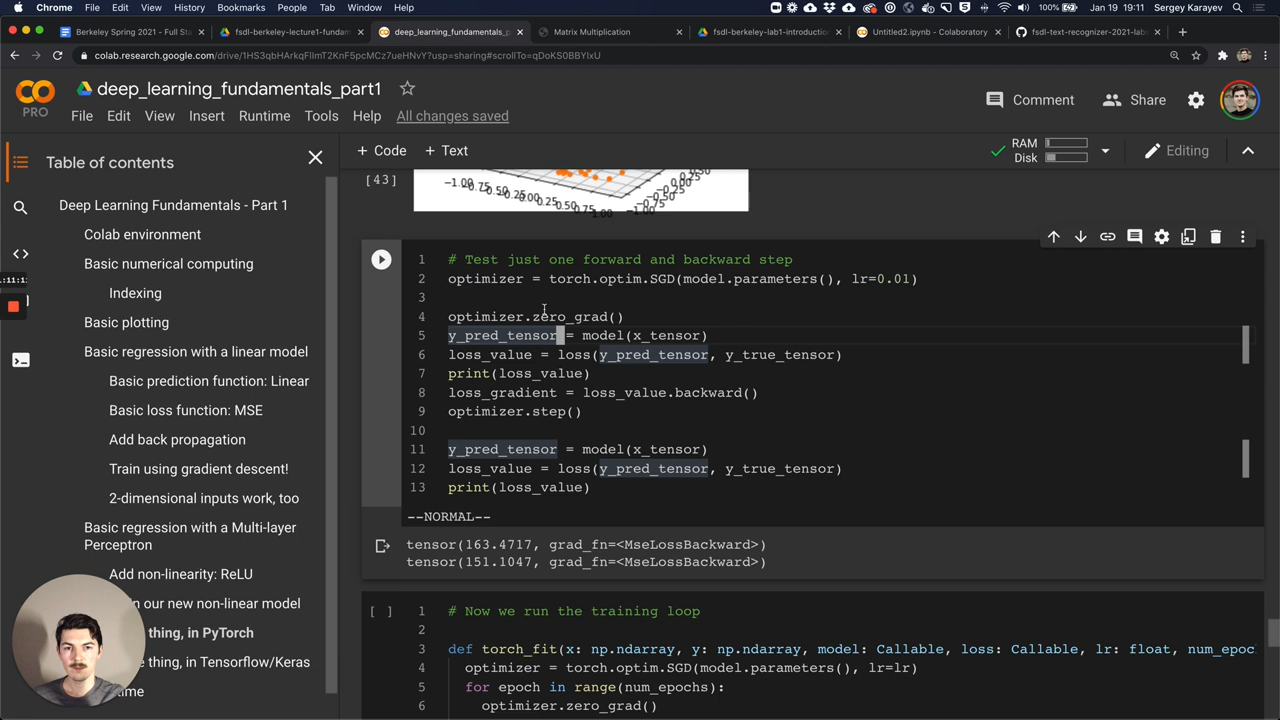 Chrome File Edit View History Bookmarks People Tab Window Help 100% Jan 19 19:11 Sergey Karayev
Berkeley Spring 2021 - Full Sta
fsdl-berkeley-lecture1-fundam
deep_learning_fundamentals_p
Matrix Multiplication
fsdl-berkeley-lab1-introductio
Untitled2.ipynb - Colaboratory
fsdl-text-recognizer-2021-lab
deep_learning_fundamentals_part1
PRO
File Edit View Insert Runtime Tools Help All changes saved
Comment Share
Table of contents
+ Code + Text
RAM
Disk
Editing
Deep Learning Fundamentals - Part 1
Colab environment
Basic numerical computing
Indexing
Basic plotting
Basic regression with a linear model
Basic prediction function: Linear
Basic loss function: MSE
Add back propagation
Train using gradient descent!
2-dimensional inputs work, too
Basic regression with a Multi-layer
Perceptron
Add non-linearity: ReLU
n our new non-linear model
thing, in PyTorch
thing, in Tensorflow/Keras
time
[43]
1 # Test just one forward and backward step
2 optimizer = torch.optim.SGD(model.parameters(), lr=0.01)
3
4 optimizer.zero_grad()
5 y_pred_tensor = model(x_tensor)
6 loss_value = loss(y_pred_tensor, y_true_tensor)
7 print(loss_value)
8 loss_gradient = loss_value.backward()
9 optimizer.step()
10
11 y_pred_tensor = model(x_tensor)
12 loss_value = loss(y_pred_tensor, y_true_tensor)
13 print(loss_value)
--NORMAL--
tensor(163.4717, grad_fn=<MseLossBackward>)
tensor(151.1047, grad_fn=<MseLossBackward>)
[ ] 1 # Now we run the training loop
2
3 def torch_fit(x: np.ndarray, y: np.ndarray, model: Callable, loss: Callable, lr: float, num_epoc
4 optimizer = torch.optim.SGD(model.parameters(), lr=lr)
5 for epoch in range(num_epochs):
6 optimizer.zero_grad()